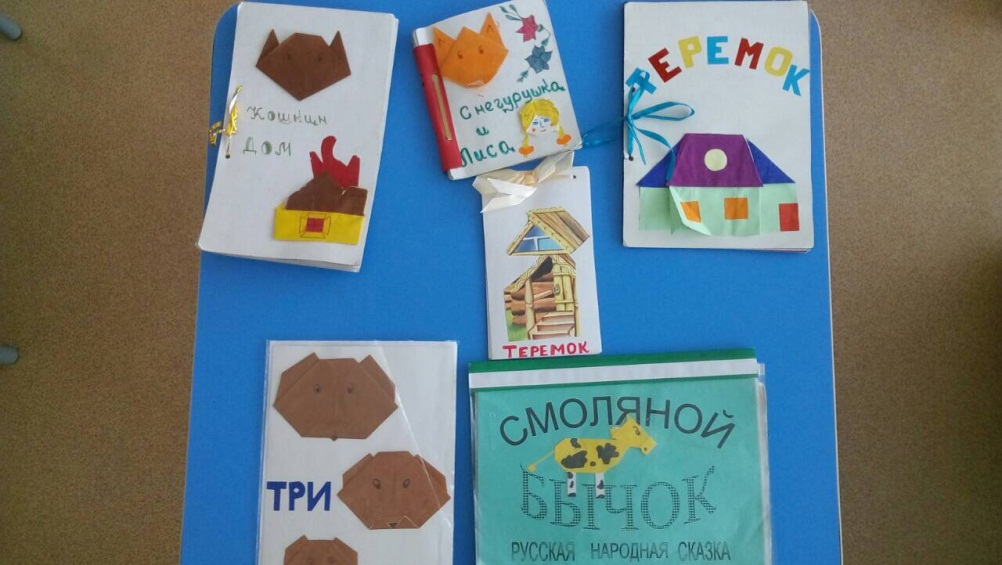 Кошкин
Дом
Снегурушка
и
Лиса
ТЕРЕМОК
ТЕРЕМОК
ТРИ
СМОЛЯНОЙ
БЫЧОК
РУССКАЯ НАРОДНАЯ СКАЗКА